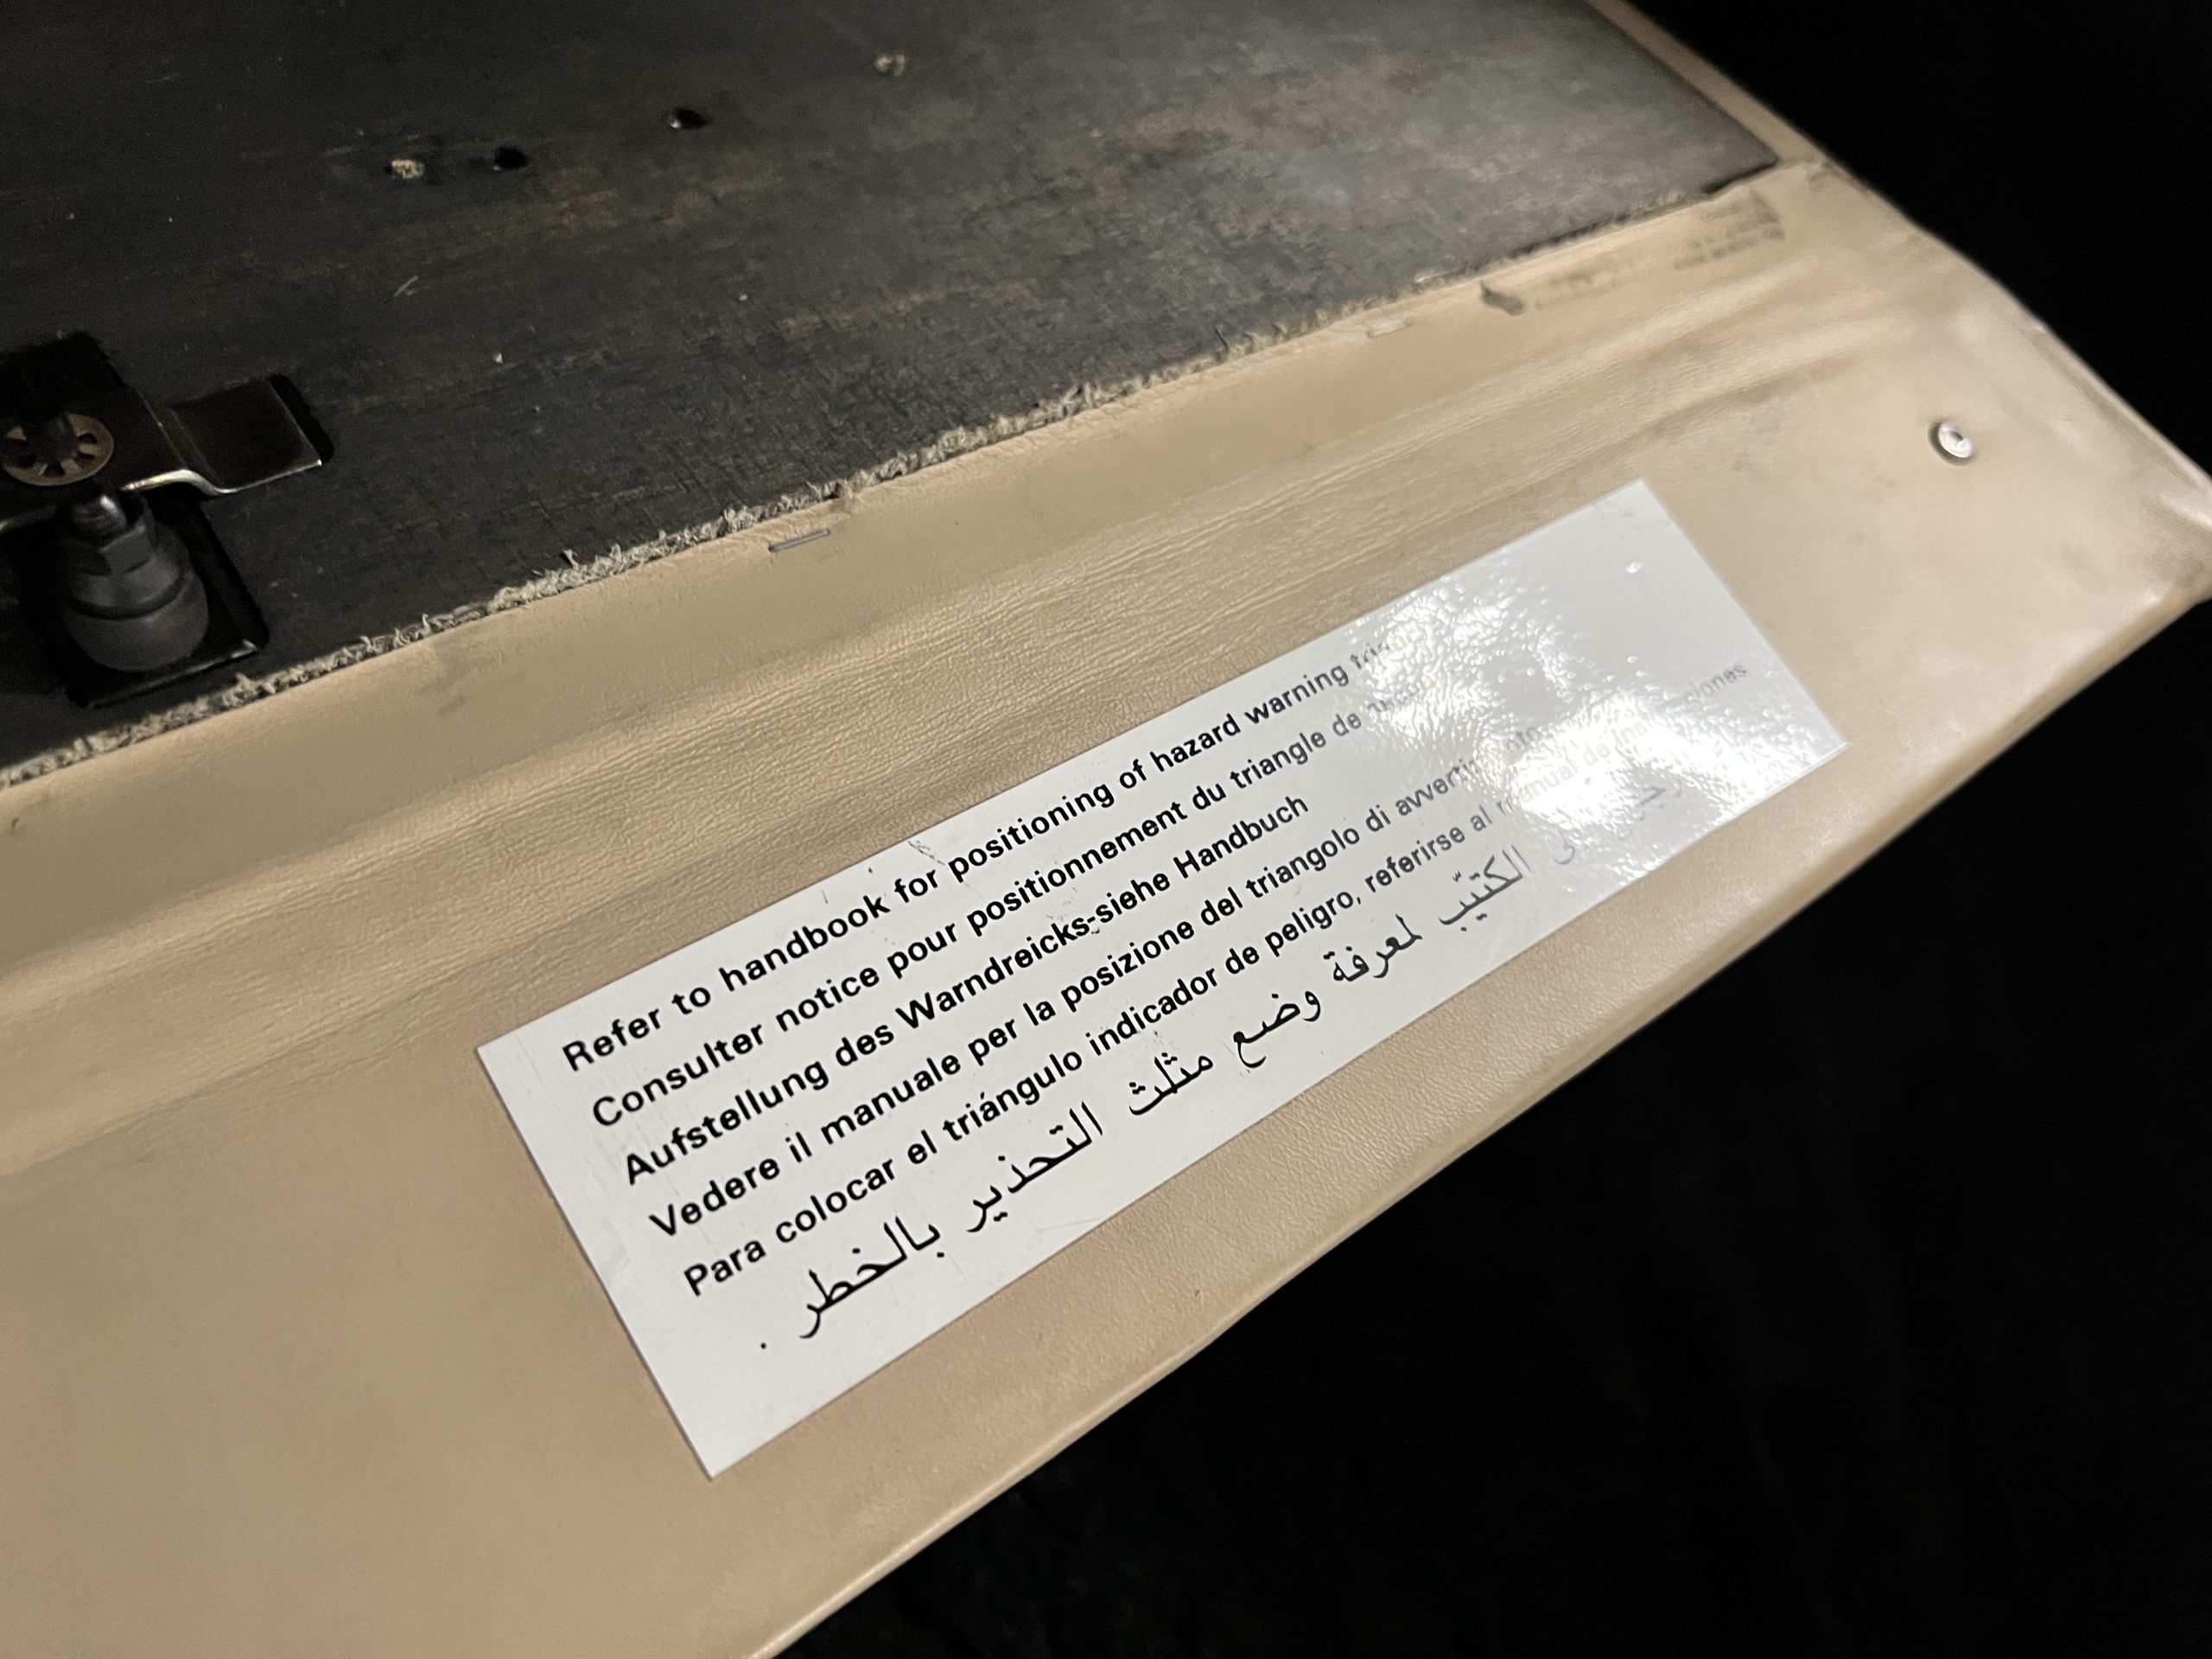 Refer to handbook for positioning of hazard warning
Consulter notice pour positionnement du triangle de
Aufstellung des Warndreicks-siehe Handbuch
Vedere il manuale per la posizione del triangolo di
Para colocar el triángulo indicador de peligro, referirse al manual de
الكتيّب لمعرفة وضع مثلث التحذير بالخطر .